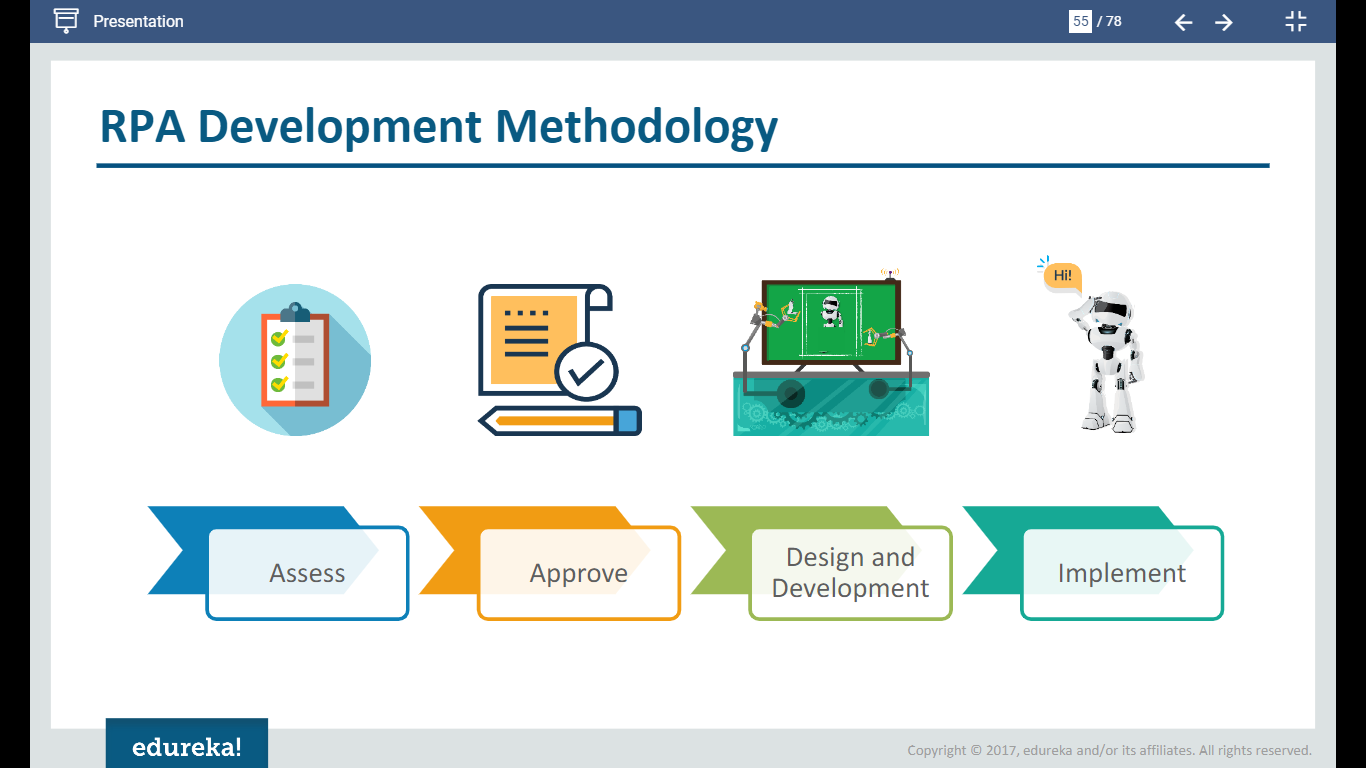 Presentation
55 / 78
RPA Development Methodology
Hi!
Assess
Approve
Design and
Development
Implement
edureka!
Copyright © 2017, edureka and/or its affiliates. All rights reserved.